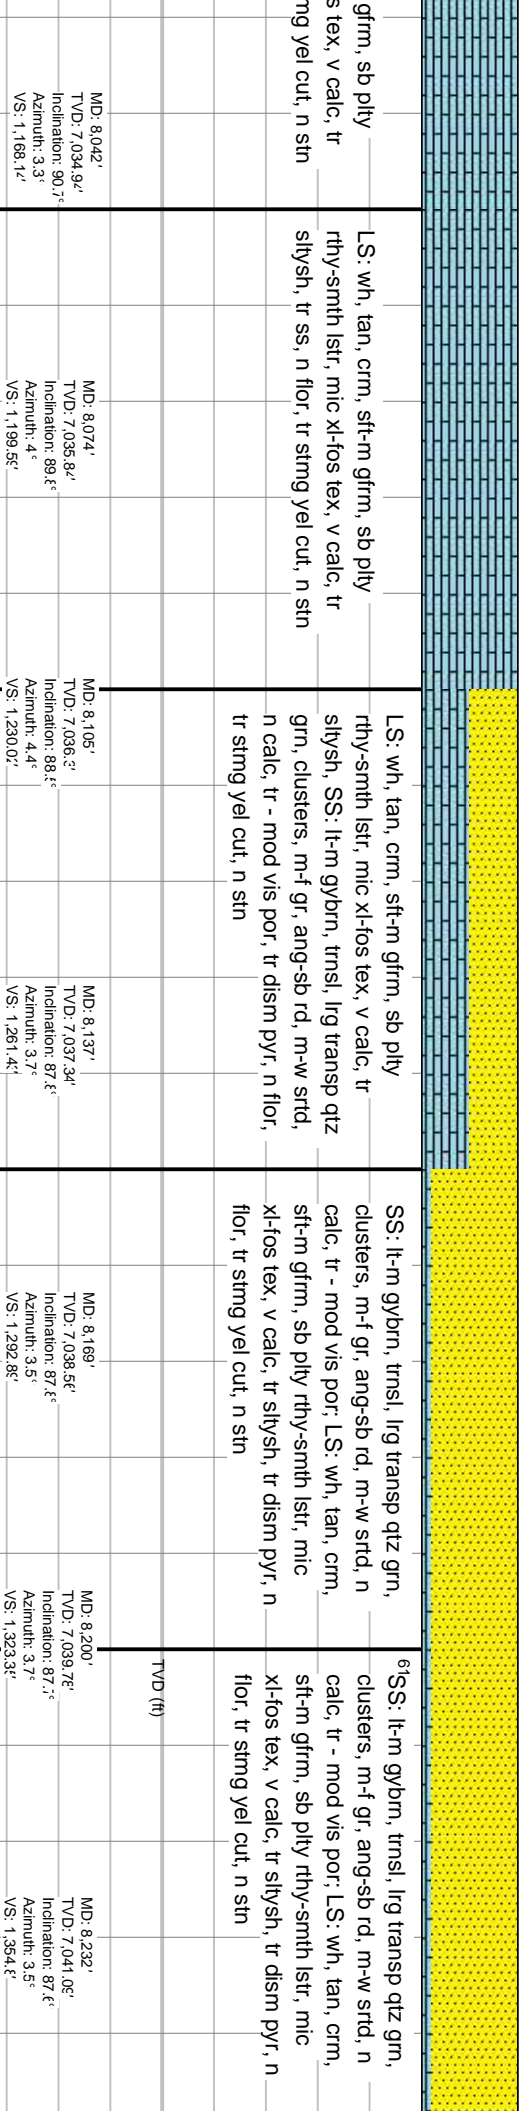 gfrm, sb plty
s tex, v calc, tr
mg yel cut, n stn
MD: 8,042'
TVD: 7,034.94'
Inclination: 90.7°
Azimuth: 3.3°
VS: 1,168.14'
LS: wh, tan, crm, sft-m gfrm, sb plty
rthy-smth lstr, mic xl-fos tex, v calc, tr
sltysh, tr ss, n flor, tr stmg yel cut, n stn
MD: 8,074'
TVD: 7,035.84'
Inclination: 89.8°
Azimuth: 4°
VS: 1,199.59'
LS: wh, tan, crm, sft-m gfrm, sb plty
rthy-smth lstr, mic xl-fos tex, v calc, tr
sltysh, SS: lt-m gybrn, trnsl, lrg transp qtz
grn, clusters, m-f gr, ang-sb rd, m-w srtd,
n calc, tr - mod vis por, tr dism pyr, n flor,
tr stmg yel cut, n stn
MD: 8,105'
TVD: 7,036.3'
Inclination: 88.5°
Azimuth: 4.4°
VS: 1,230.02'
MD: 8,137'
TVD: 7,037.34'
Inclination: 87.8°
Azimuth: 3.7°
VS: 1,261.43'
SS: lt-m gybrn, trnsl, lrg transp qtz grn,
clusters, m-f gr, ang-sb rd, m-w srtd, n
calc, tr - mod vis por; LS: wh, tan, crm,
sft-m gfrm, sb plty rthy-smth lstr, mic
xl-fos tex, v calc, tr sltysh, tr dism pyr, n
flor, tr stmg yel cut, n stn
MD: 8,169'
TVD: 7,038.56'
Inclination: 87.8°
Azimuth: 3.5°
VS: 1,292.89'
MD: 8,200'
TVD: 7,039.78'
Inclination: 87.7°
Azimuth: 3.7°
VS: 1,323.38'
TVD (ft)
61
SS: lt-m gybrn, trnsl, lrg transp qtz grn,
clusters, m-f gr, ang-sb rd, m-w srtd, n
calc, tr - mod vis por; LS: wh, tan, crm,
sft-m gfrm, sb plty rthy-smth lstr, mic
xl-fos tex, v calc, tr sltysh, tr dism pyr, n
flor, tr stmg yel cut, n stn
MD: 8,232'
TVD: 7,041.09'
Inclination: 87.6°
Azimuth: 3.5°
VS: 1,354.8'